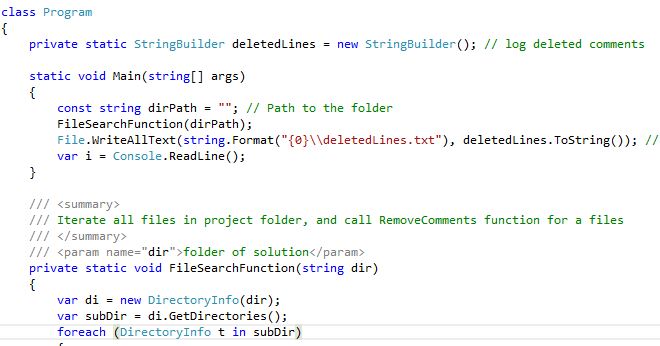 class Program
{
private static StringBuilder deletedLines = new StringBuilder(); // log deleted comments
static void Main(string[] args)
{
const string dirPath = ""; // Path to the folder
FileSearchFunction(dirPath);
File.WriteAllText(string.Format("{0}\\deletedLines.txt"), deletedLines.ToString()); //
var i = Console.ReadLine();
}
/// <summary>
/// Iterate all files in project folder, and call RemoveComments function for a files
/// </summary>
/// <param name="dir">folder of solution</param>
private static void FileSearchFunction(string dir)
{
var di = new DirectoryInfo(dir);
var subDir = di.GetDirectories();
foreach (DirectoryInfo t in subDir)
{